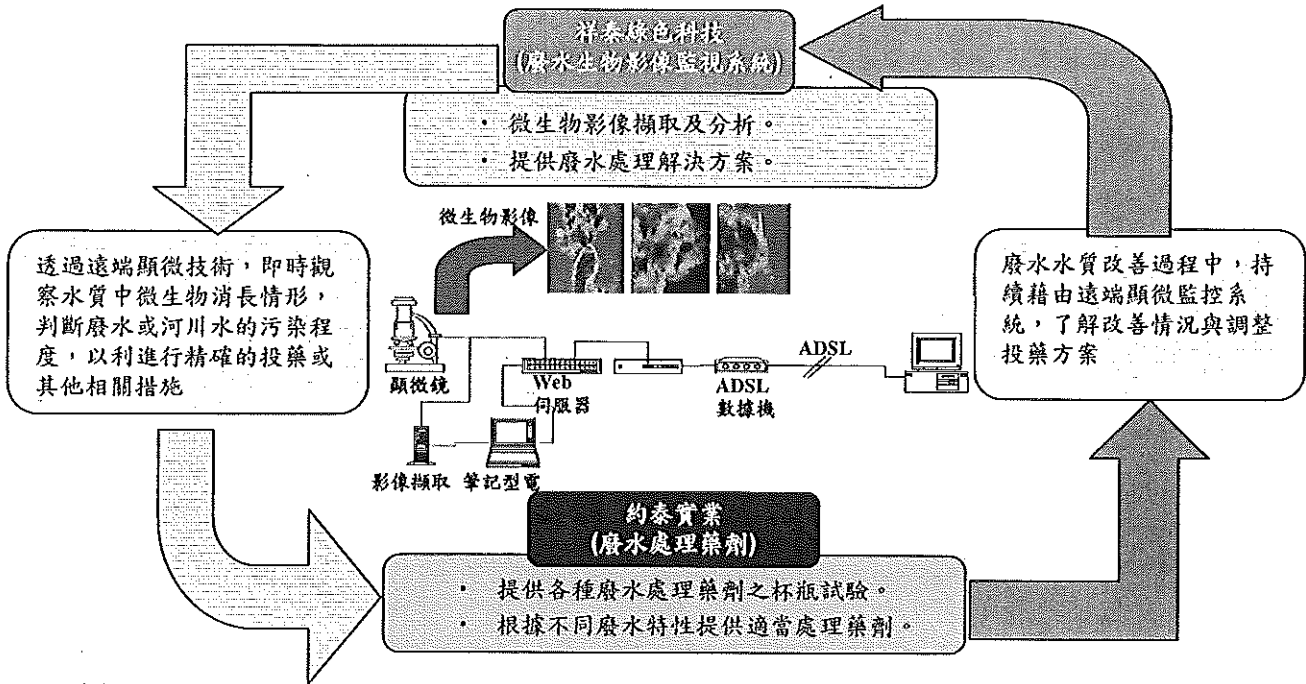 祥泰綠色科技
(廢水生物影像監視系統)
· 微生物影像擷取及分析。
· 提供廢水處理解決方案。
微生物影像
透過遠端顯微技術，即時觀
察水質中微生物消長情形，
判斷廢水或河川水的污染程
度，以利進行精確的投藥或
其他相關措施
廢水水質改善過程中，持
續藉由遠端顯微監控系
統，了解改善情況與調整
投藥方案
顯微鏡
Web
伺服器
ADSL
數據機
ADSL
影像擷取
筆記型電
約泰實業
(廢水處理藥劑)
· 提供各種廢水處理藥劑之杯瓶試驗。
· 根據不同廢水特性提供適當處理藥劑。